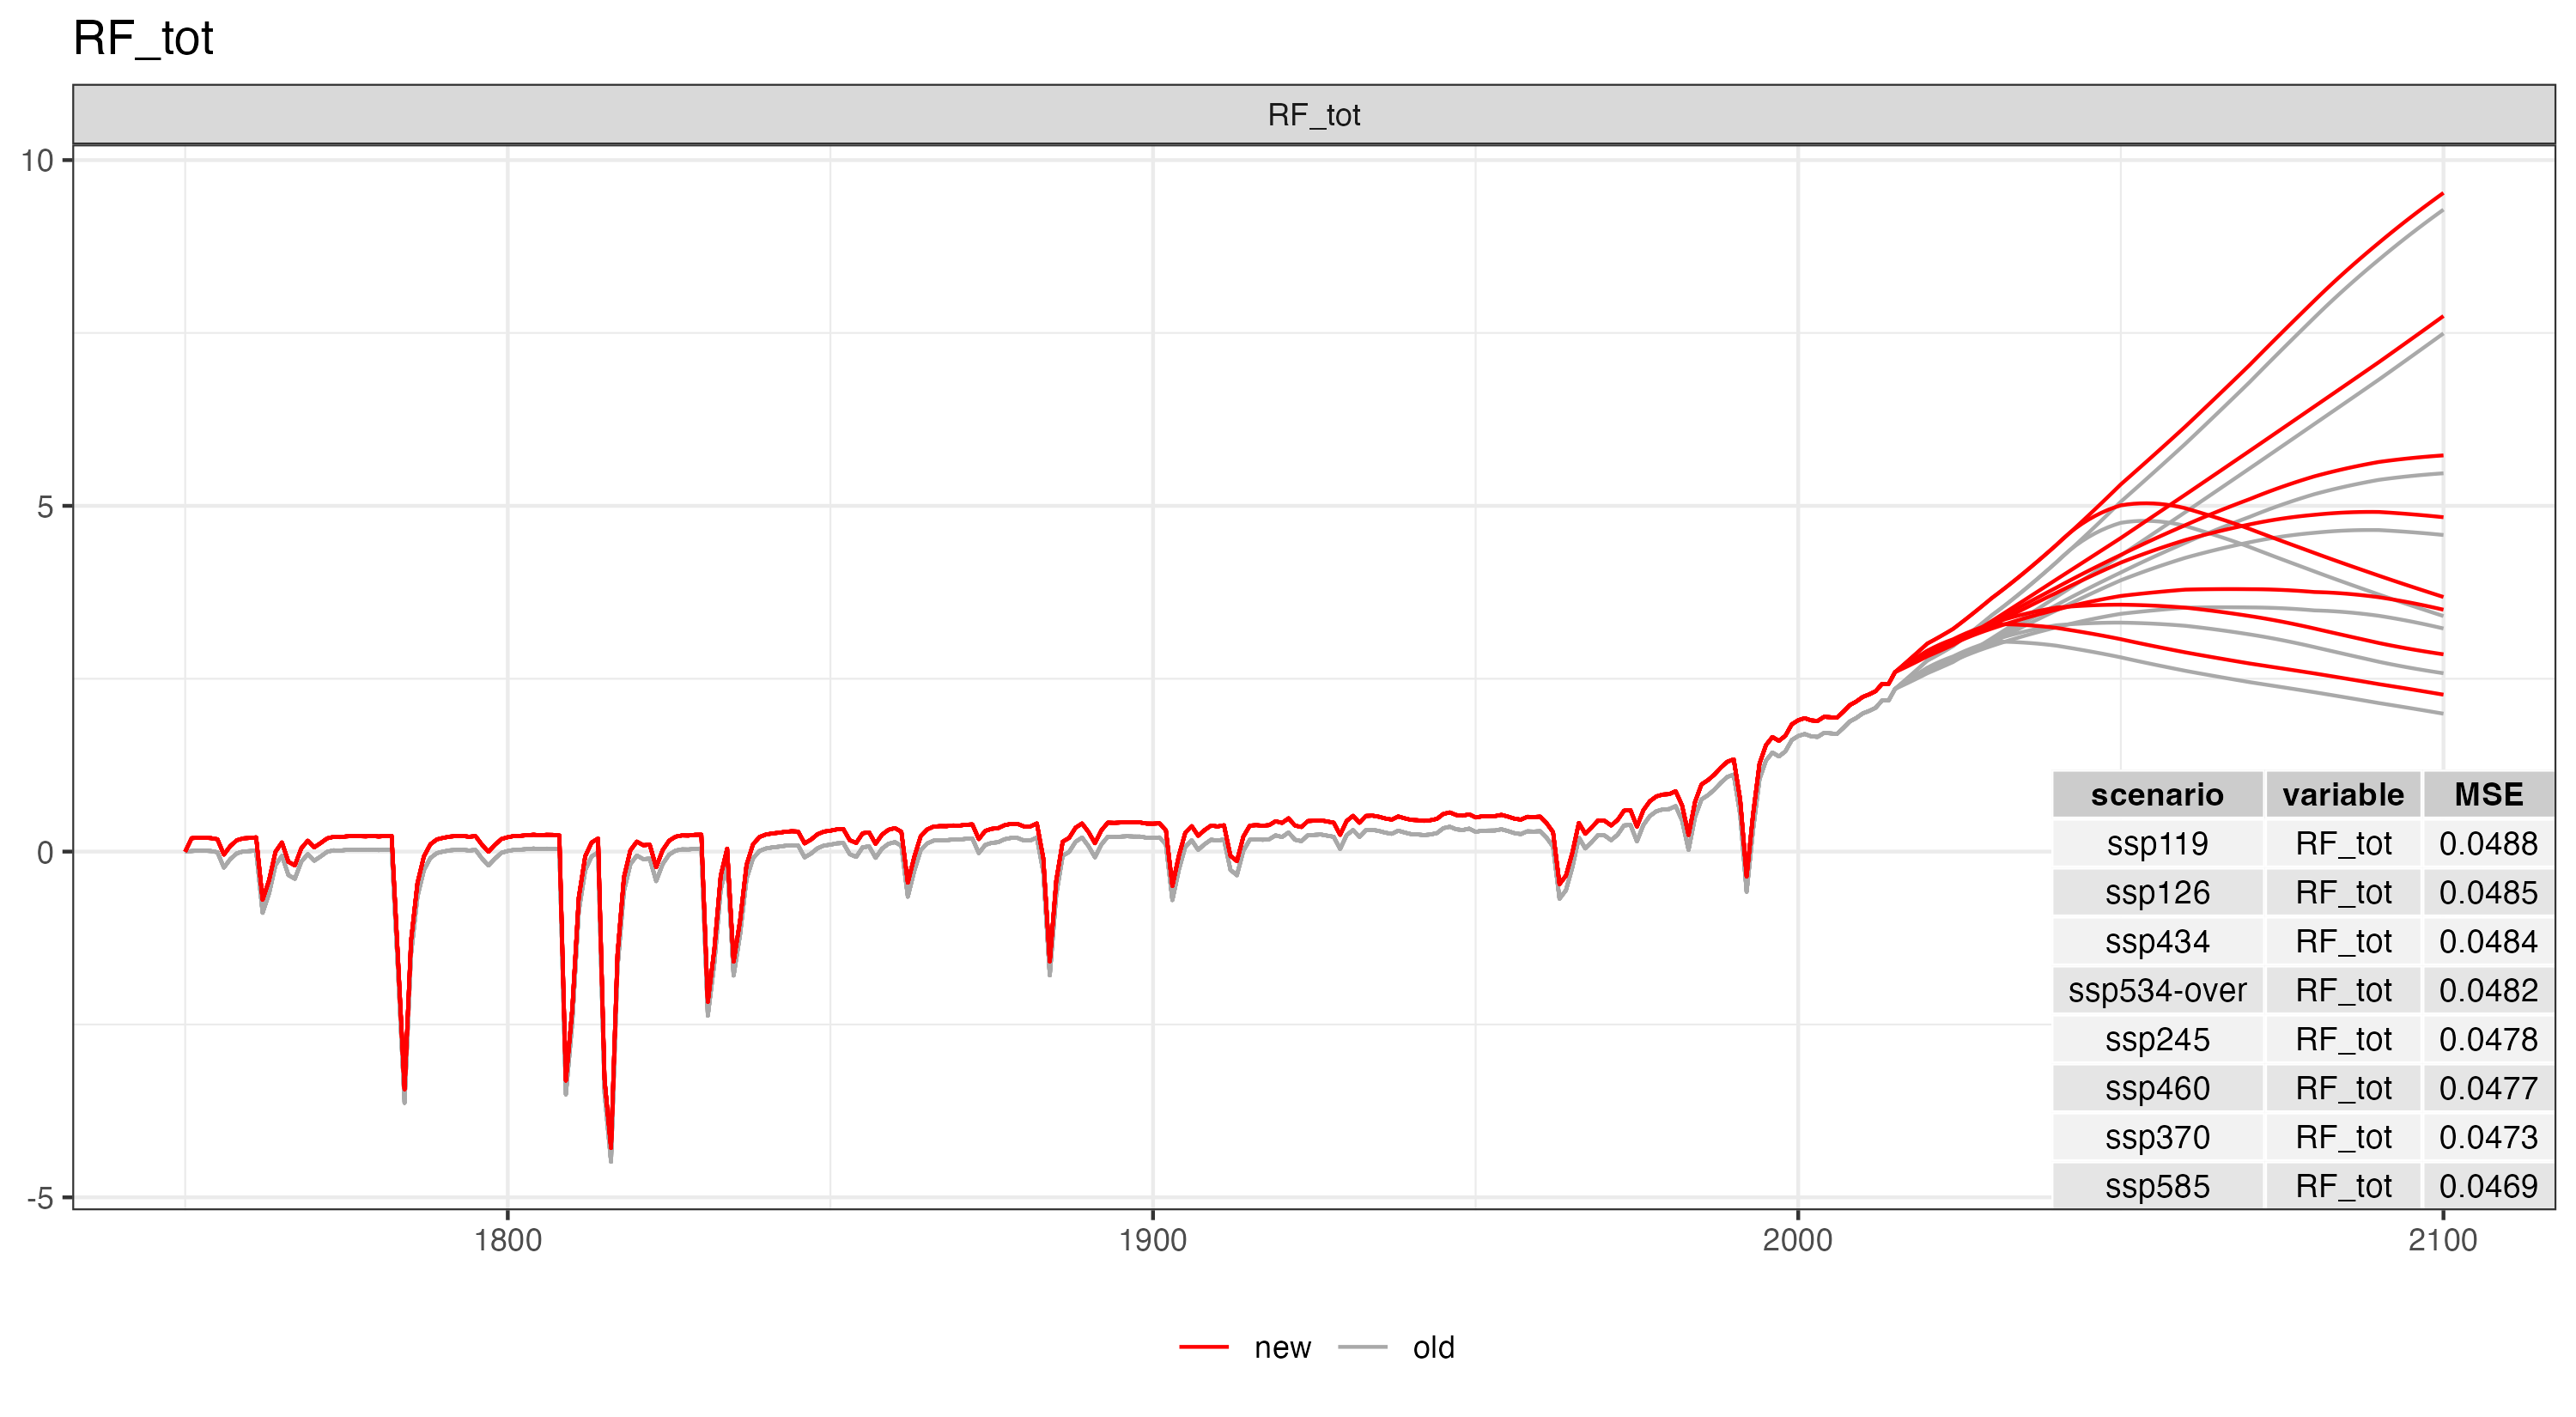 RF_tot
RF_tot
10
5
0
-5
scenario variable MSE
ssp119 RF_tot 0.0488
ssp126 RF_tot 0.0485
ssp434 RF_tot 0.0484
ssp534-over RF_tot 0.0482
ssp245 RF_tot 0.0478
ssp460 RF_tot 0.0477
ssp370 RF_tot 0.0473
ssp585 RF_tot 0.0469
1800 1900 2000 2100
new old